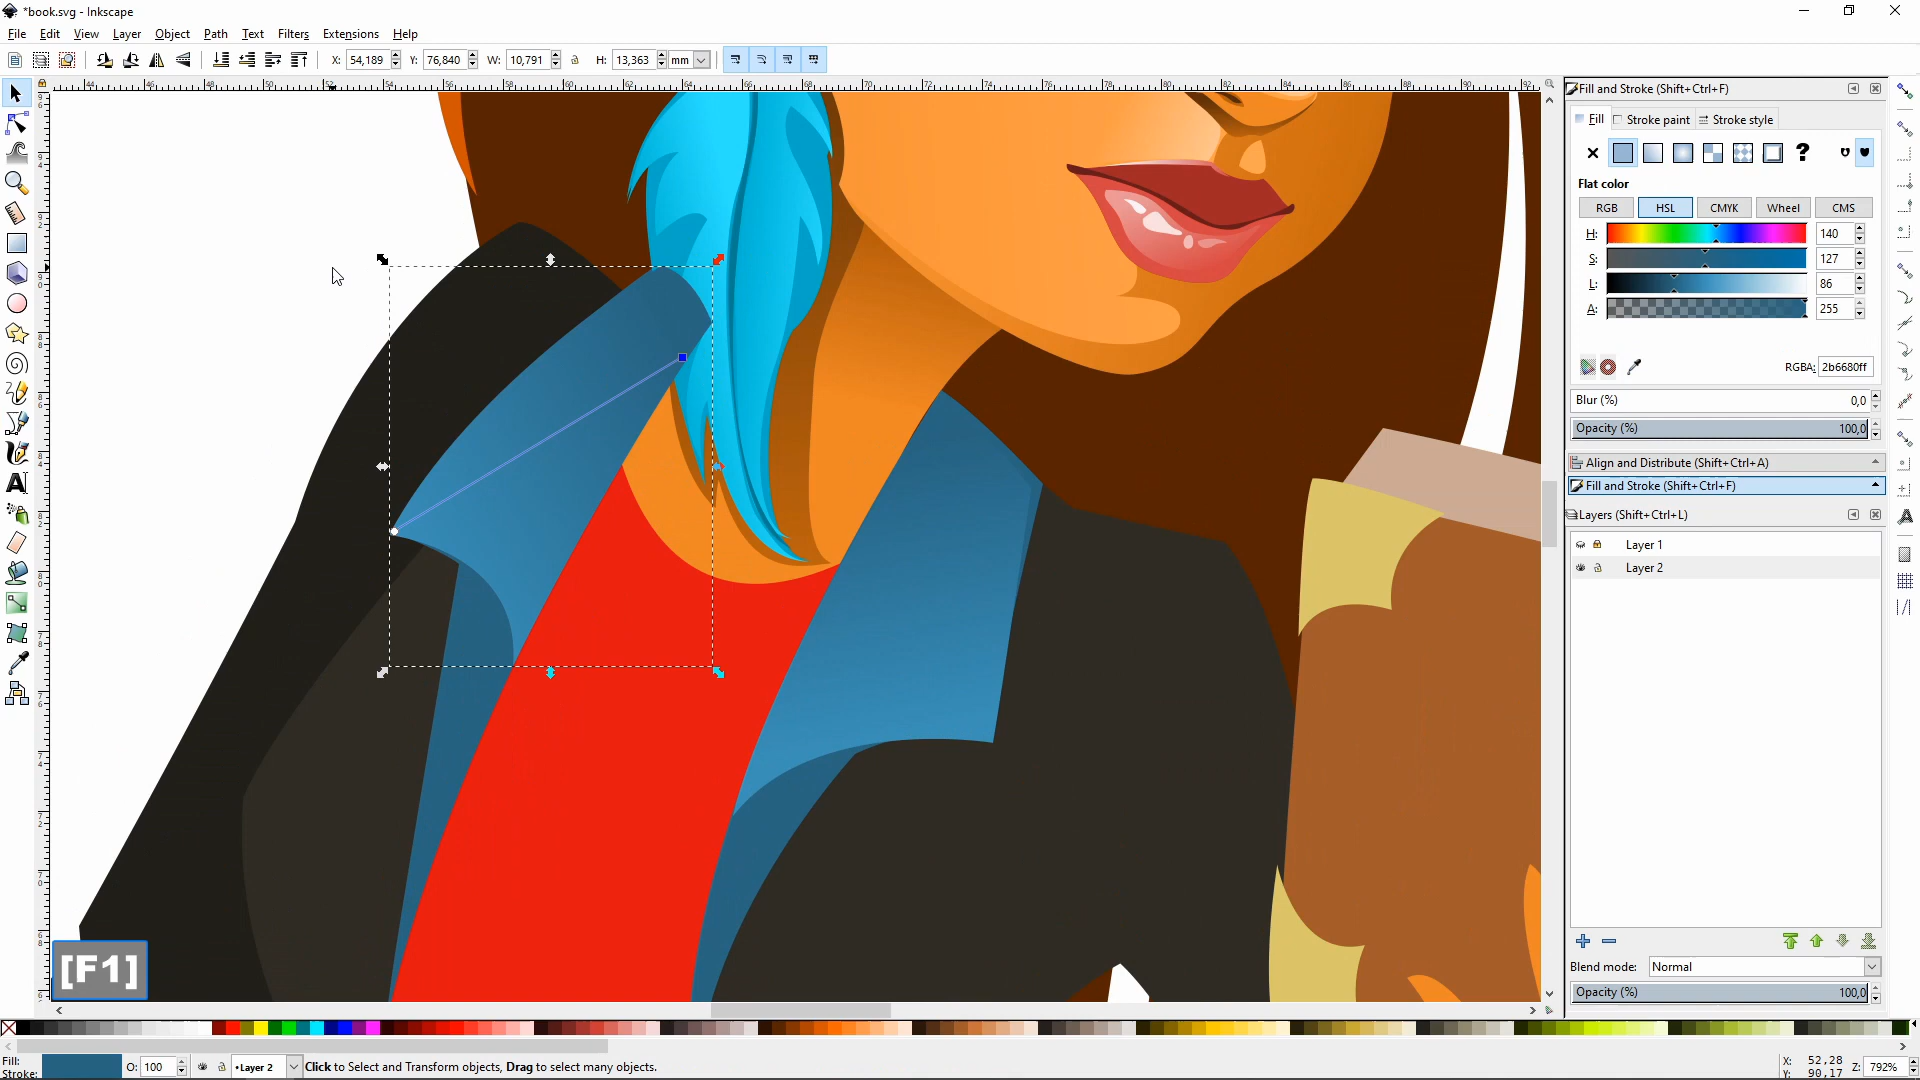 *book.svg - Inkscape
File Edit View Layer Object Path Text Filters Extensions Help
X: 54,189 Y: 76,840 W: 10,791 H: 13,363 mm
Fill and Stroke (Shift+Ctrl+F)
Fill Stroke paint Stroke style
Flat color
RGB HSL CMYK Wheel CMS
H: 140
S: 127
L: 86
A: 255
RGBA: 2b6680ff
Blur (%) 0,0
Opacity (%) 100,0
Align and Distribute (Shift+Ctrl+A)
Fill and Stroke (Shift+Ctrl+F)
Layers (Shift+Ctrl+L)
Layer 1
Layer 2
[F1]
Blend mode: Normal
Opacity (%) 100,0
Fill:
Stroke:
O: 100
•Layer 2
Click to Select and Transform objects, Drag to select many objects.
X: 52,28
Y: 90,17
Z: 792%